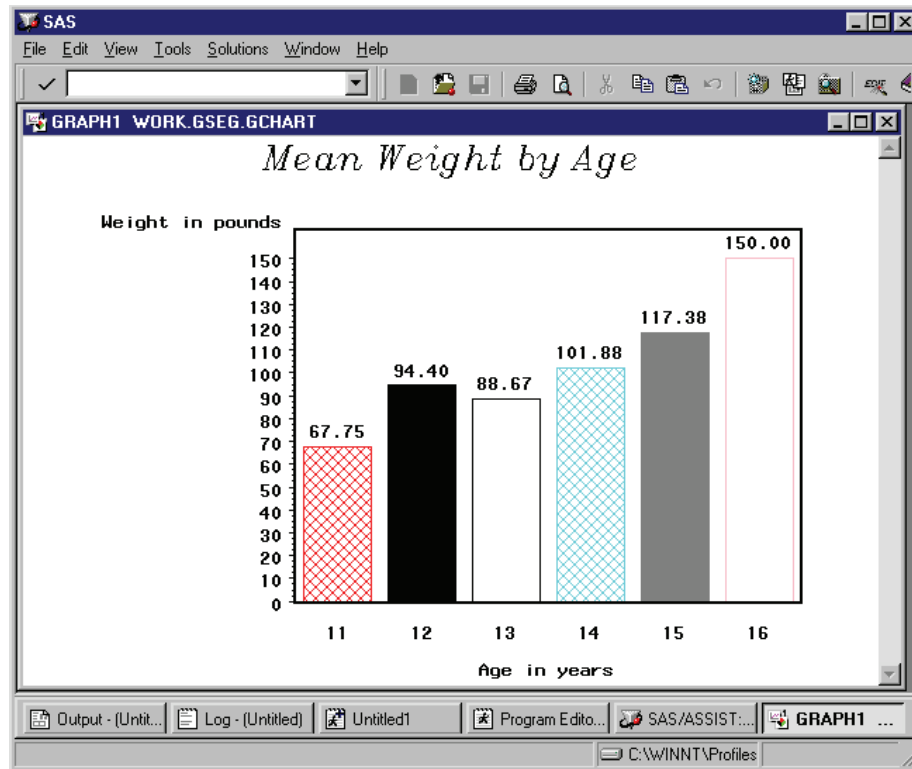 SAS
File Edit View Tools Solutions Window Help
GRAPH1 WORK.GSEG.GCHART
Mean Weight by Age
Weight in pounds
150.00
150
140
130
117.38
120
110
101.88
100
94.40
90
88.67
80
67.75
70
60
50
40
30
20
10
0
11 12 13 14 15 16
Age in years
Output - (Untit... Log - (Untitled) Untitled1 Program Edito... SAS/ASSIST:... GRAPH1 ...
C:\WINNT\Profiles